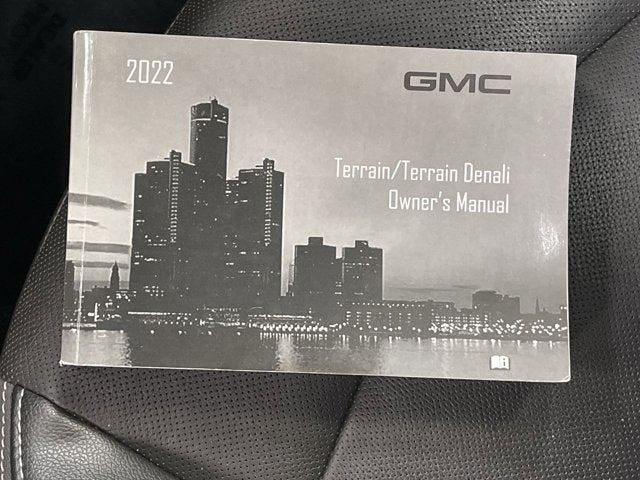 2022
GMC
Terrain/Terrain Denali
Owner's Manual